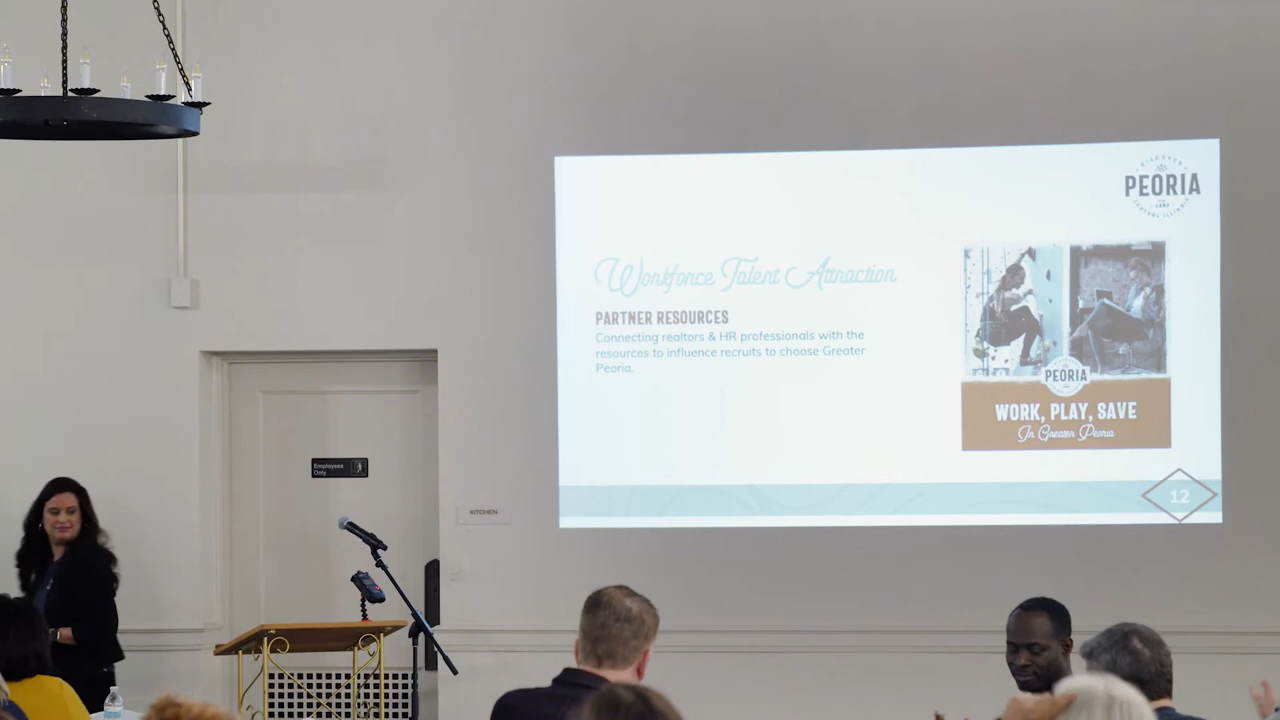 DISCOVER
PEORIA
CENTRAL ILLINOIS
Workforce Talent Attraction
PARTNER RESOURCES
Connecting realtors & HR professionals with the
resources to influence recruits to choose Greater
Peoria.
PEORIA
WORK, PLAY, SAVE
In Greater Peoria
12
Employees
Only
KITCHEN